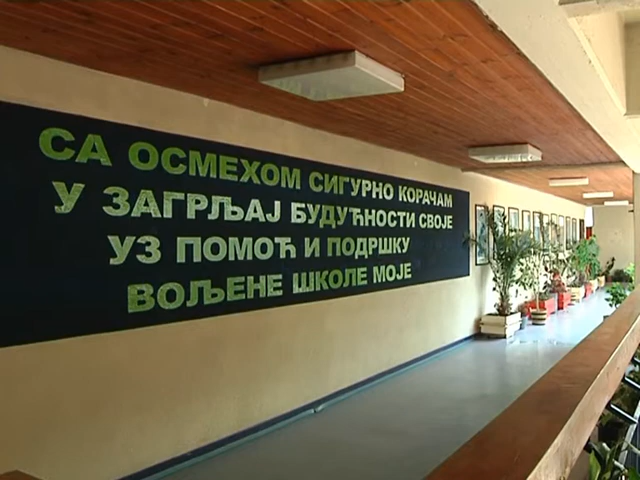 СА ОСМЕХОМ СИГУРНО КОРАЧАМ
У ЗАГРЉАЈ БУДУЋНОСТИ СВОЈЕ
УЗ ПОМОЋ И ПОДРШКУ
ВОЉЕНЕ ШКОЛЕ МОЈЕ